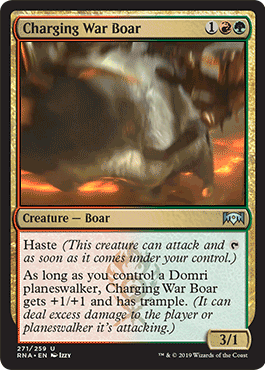 Charging War Boar 1
Creature — Boar
Haste (This creature can attack and
as soon as it comes under your control.)
As long as you control a Domri
planeswalker, Charging War Boar
gets +1/+1 and has trample. (It can
deal excess damage to the player or
planeswalker it's attacking.)
3/1
271/259 U
RNA • EN Izzy
™ & © 2019 Wizards of the Coast